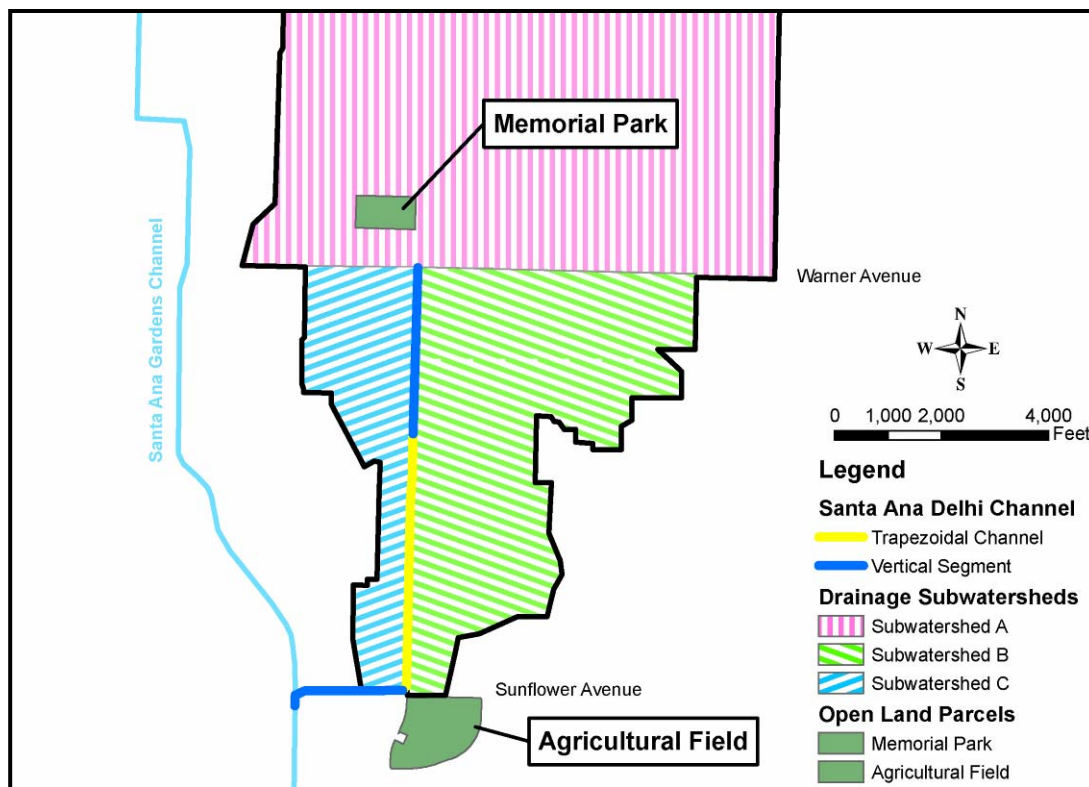 Memorial Park
Santa Ana Gardens Channel
Warner Avenue
N
W E
S
0 1,000 2,000 4,000
Feet
Legend
Santa Ana Delhi Channel
Trapezoidal Channel
Vertical Segment
Drainage Subwatersheds
Subwatershed A
Subwatershed B
Subwatershed C
Open Land Parcels
Memorial Park
Agricultural Field
Sunflower Avenue
Agricultural Field